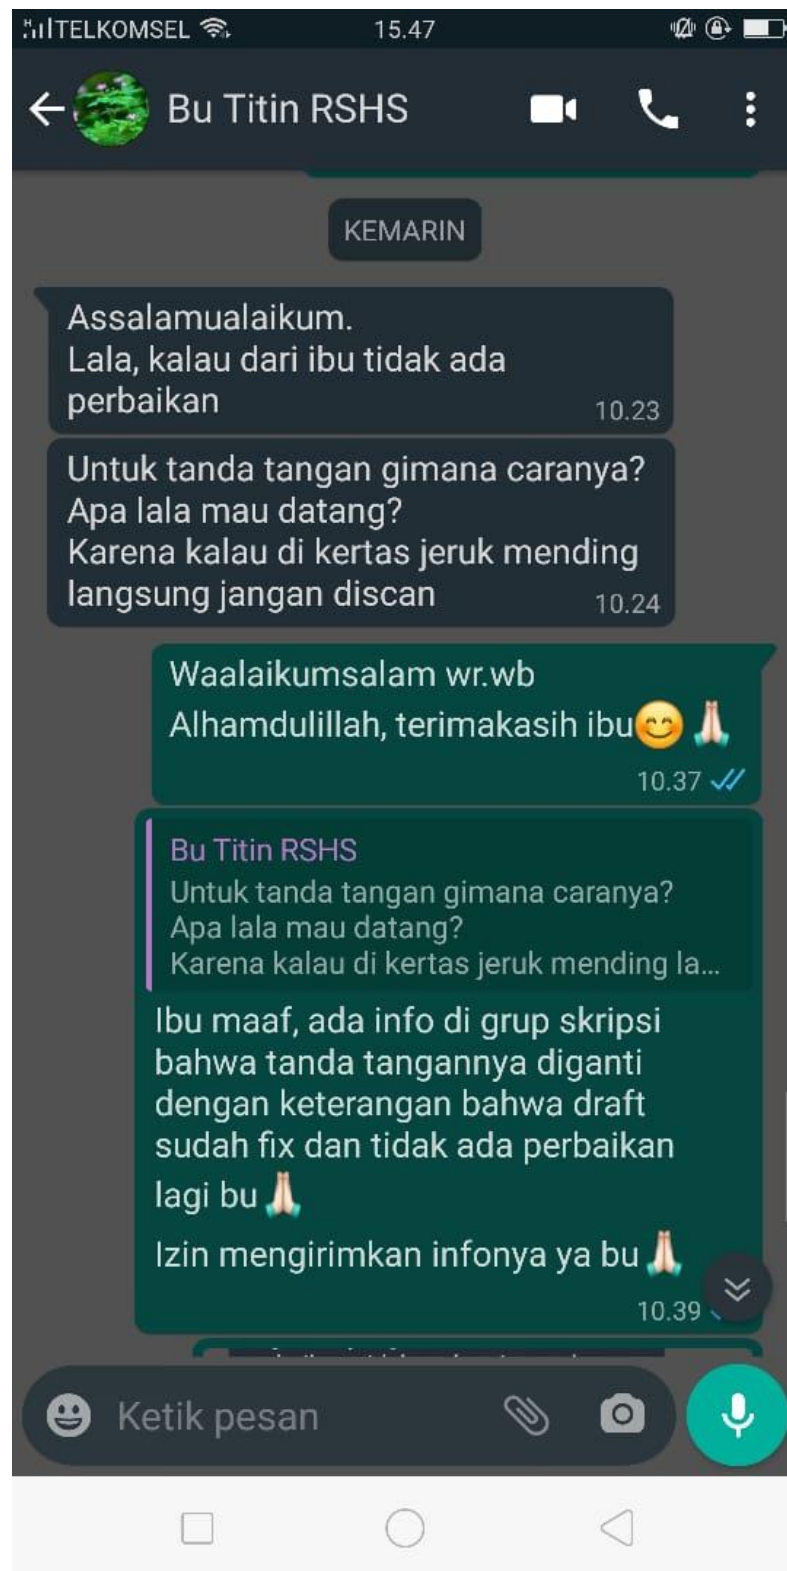 TELKOMSEL 15.47
Bu Titin RSHS
KEMARIN
Assalamualaikum.
Lala, kalau dari ibu tidak ada
perbaikan
10.23
Untuk tanda tangan gimana caranya?
Apa lala mau datang?
Karena kalau di kertas jeruk mending
langsung jangan discan
10.24
Waalaikumsalam wr.wb
Alhamdulillah, terimakasih ibu😊🙏🏻
10.37
Bu Titin RSHS
Untuk tanda tangan gimana caranya?
Apa lala mau datang?
Karena kalau di kertas jeruk mending la...
Ibu maaf, ada info di grup skripsi
bahwa tanda tangannya diganti
dengan keterangan bahwa draft
sudah fix dan tidak ada perbaikan
lagi bu🙏🏻
Izin mengirimkan infonya ya bu🙏🏻
10.39
Ketik pesan